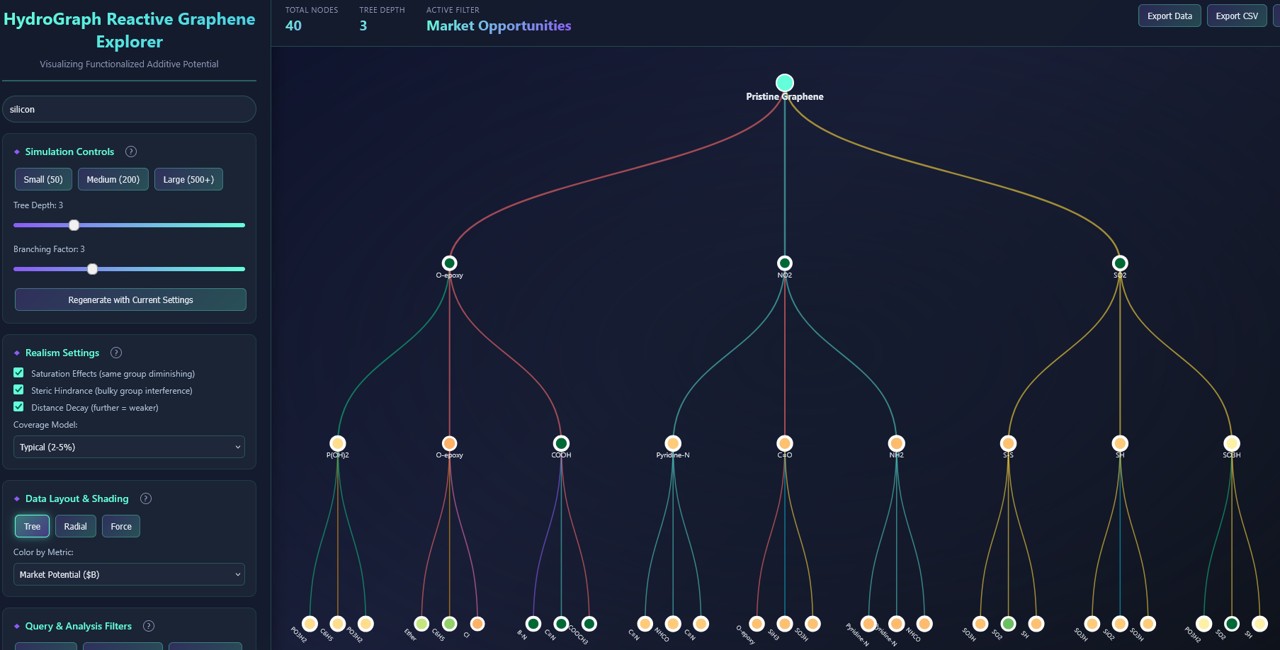 HydroGraph Reactive Graphene
Explorer
Visualizing Functionalized Additive Potential
silicon
Simulation Controls ?
Small (50) Medium (200) Large (500+)
Tree Depth: 3
Branching Factor: 3
Regenerate with Current Settings
Realism Settings ?
Saturation Effects (same group diminishing)
Steric Hindrance (bulky group interference)
Distance Decay (further = weaker)
Coverage Model:
Typical (2-5%)
Data Layout & Shading ?
Tree Radial Force
Color by Metric:
Market Potential ($B)
Query & Analysis Filters ?
TOTAL NODES TREE DEPTH ACTIVE FILTER
40 3 Market Opportunities
Export Data Export CSV
Pristine Graphene
O-epoxy NO2 SO2
P(OH)2 O-epoxy COOH Pyridine-N C=O NH2 S-S SH SO3H
PO3H2 C6H5 PO3H2 Ether C6H5 Cl B-N C≡N COOCH3 C≡N NHCO C≡N O-epoxy SiH3 SO3H Pyridine-N Pyridine-N NHCO SO3H SO2 SH SO3H SiO2 SO3H PO3H2 SO2 SH